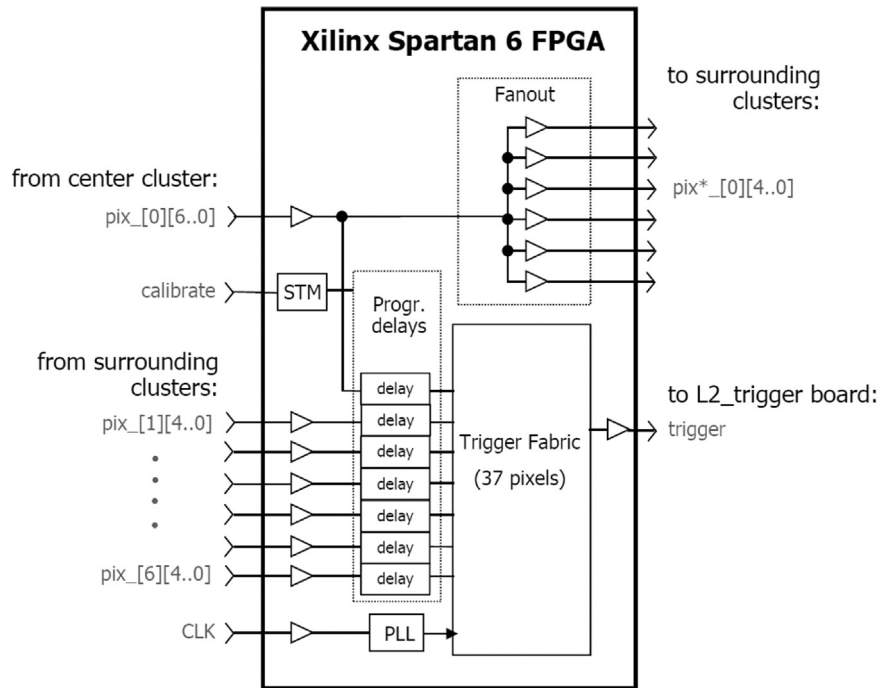 Xilinx Spartan 6 FPGA
to surrounding
clusters:
Fanout
from center cluster:
pix_[0][6..0]
pix*_[0][4..0]
calibrate
STM
Progr.
delays
from surrounding
clusters:
delay
to L2_trigger board:
pix_[1][4..0]
delay
trigger
delay
Trigger Fabric
(37 pixels)
delay
delay
delay
pix_[6][4..0]
delay
CLK
PLL